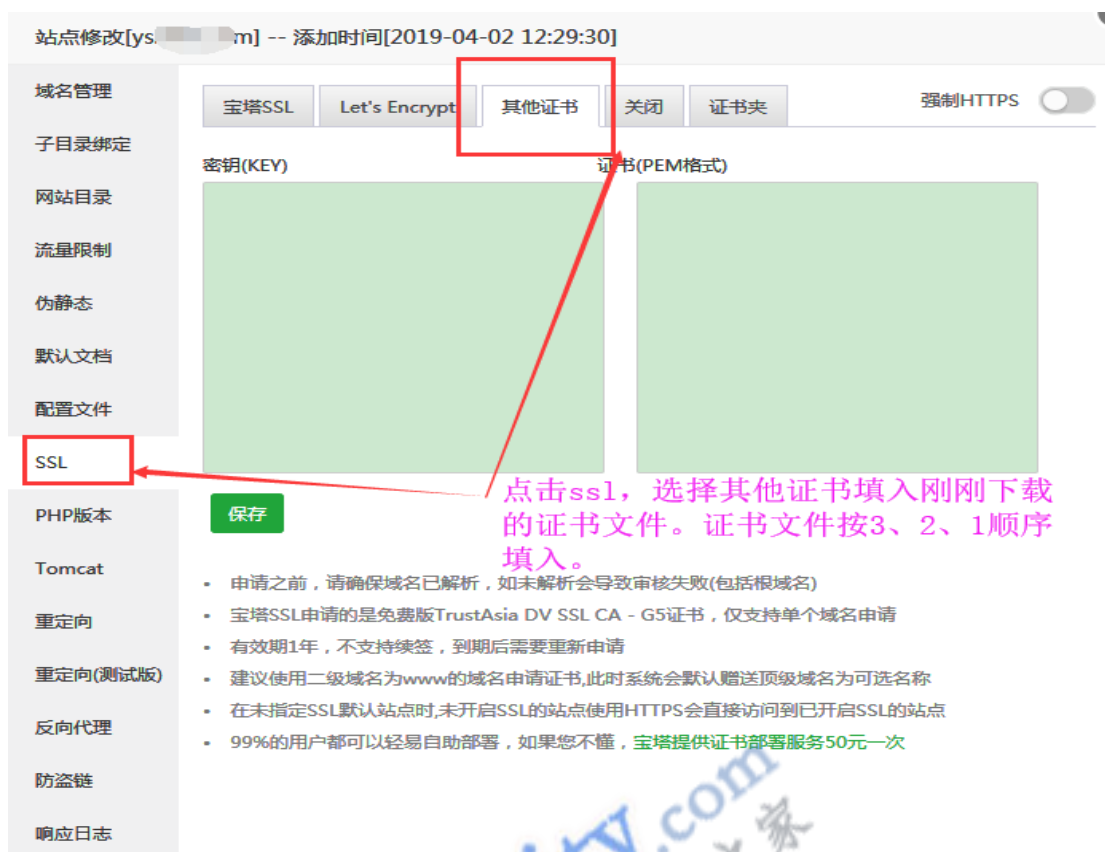 站点修改[ys. m] -- 添加时间[2019-04-02 12:29:30]
域名管理
子目录绑定
网站目录
流量限制
伪静态
默认文档
配置文件
SSL
PHP版本
Tomcat
重定向
重定向(测试版)
反向代理
防盗链
响应日志
宝塔SSL
Let's Encrypt
其他证书
关闭
证书夹
强制HTTPS
密钥(KEY)
证书(PEM格式)
点击ssl，选择其他证书填入刚刚下载
的证书文件。证书文件按3、2、1顺序
填入。
保存
申请之前，请确保域名已解析，如未解析会导致审核失败(包括根域名)
宝塔SSL申请的是免费版TrustAsia DV SSL CA - G5证书，仅支持单个域名申请
有效期1年，不支持续签，到期后需要重新申请
建议使用二级域名为www的域名申请证书,此时系统会默认赠送顶级域名为可选名称
在未指定SSL默认站点时,未开启SSL的站点使用HTTPS会直接访问到已开启SSL的站点
99%的用户都可以轻易自助部署，如果您不懂，宝塔提供证书部署服务50元一次
.com